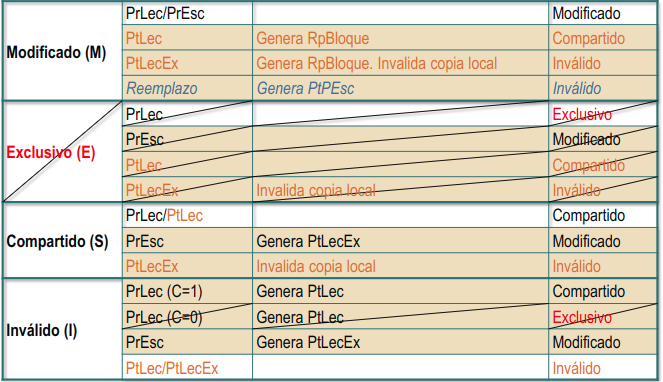 PrLec/PrEsc Modificado
PtLec Genera RpBloque Compartido
Modificado (M)
PtLecEx Genera RpBloque. Invalida copia local Inválido
Reemplazo Genera PtPEsc Inválido
PrLec Exclusivo
PrEsc Modificado
Exclusivo (E)
PtLec Compartido
PtLecEx Invalida copia local Inválido
PrLec/PtLec Compartido
Compartido (S) PrEsc Genera PtLecEx Modificado
PtLecEx Invalida copia local Inválido
PrLec (C=1) Genera PtLec Compartido
PrLec (C=0) Genera PtLec Exclusivo
Inválido (I)
PrEsc Genera PtLecEx Modificado
PtLec/PtLecEx Inválido